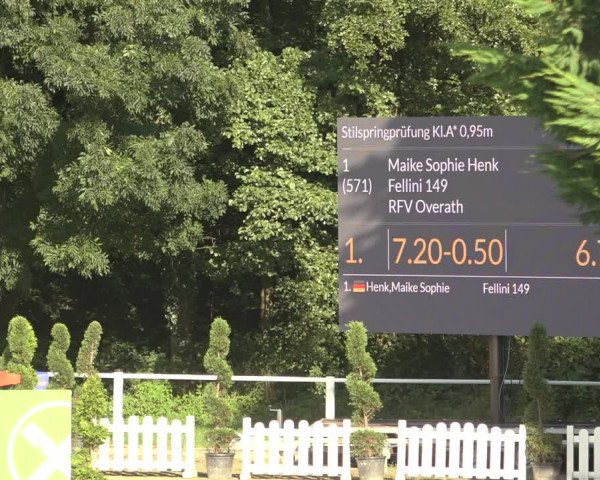 Stilspringprüfung Kl.A* 0,95m
1 Maike Sophie Henk
(571) Fellini 149
RFV Overath
1. 7.20-0.50
1. Henk,Maike Sophie Fellini 149